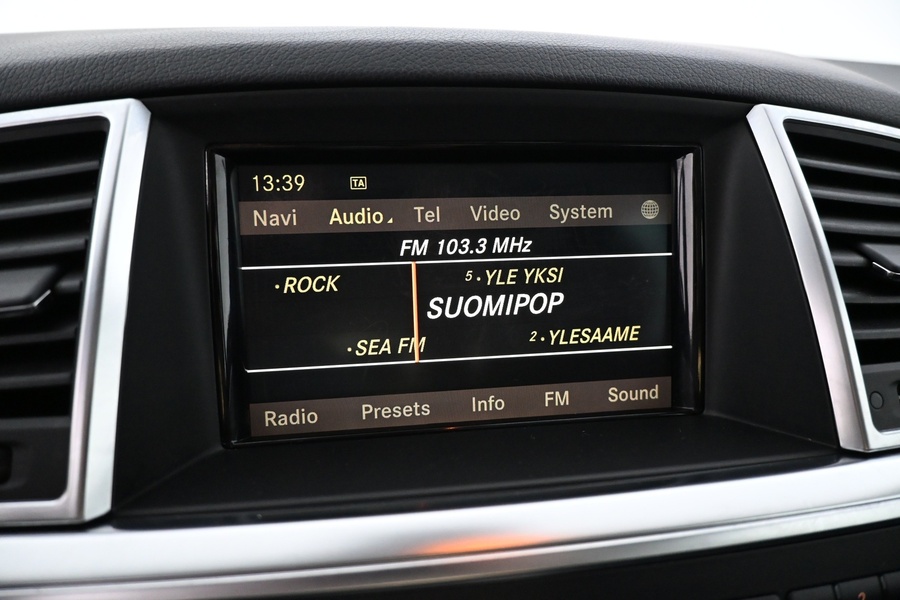 13:39 TA
Navi Audio Tel Video System
FM 103.3 MHz
•ROCK 5•YLE YKSI
SUOMIPOP
•SEA FM 2•YLESAAME
Radio Presets Info FM Sound